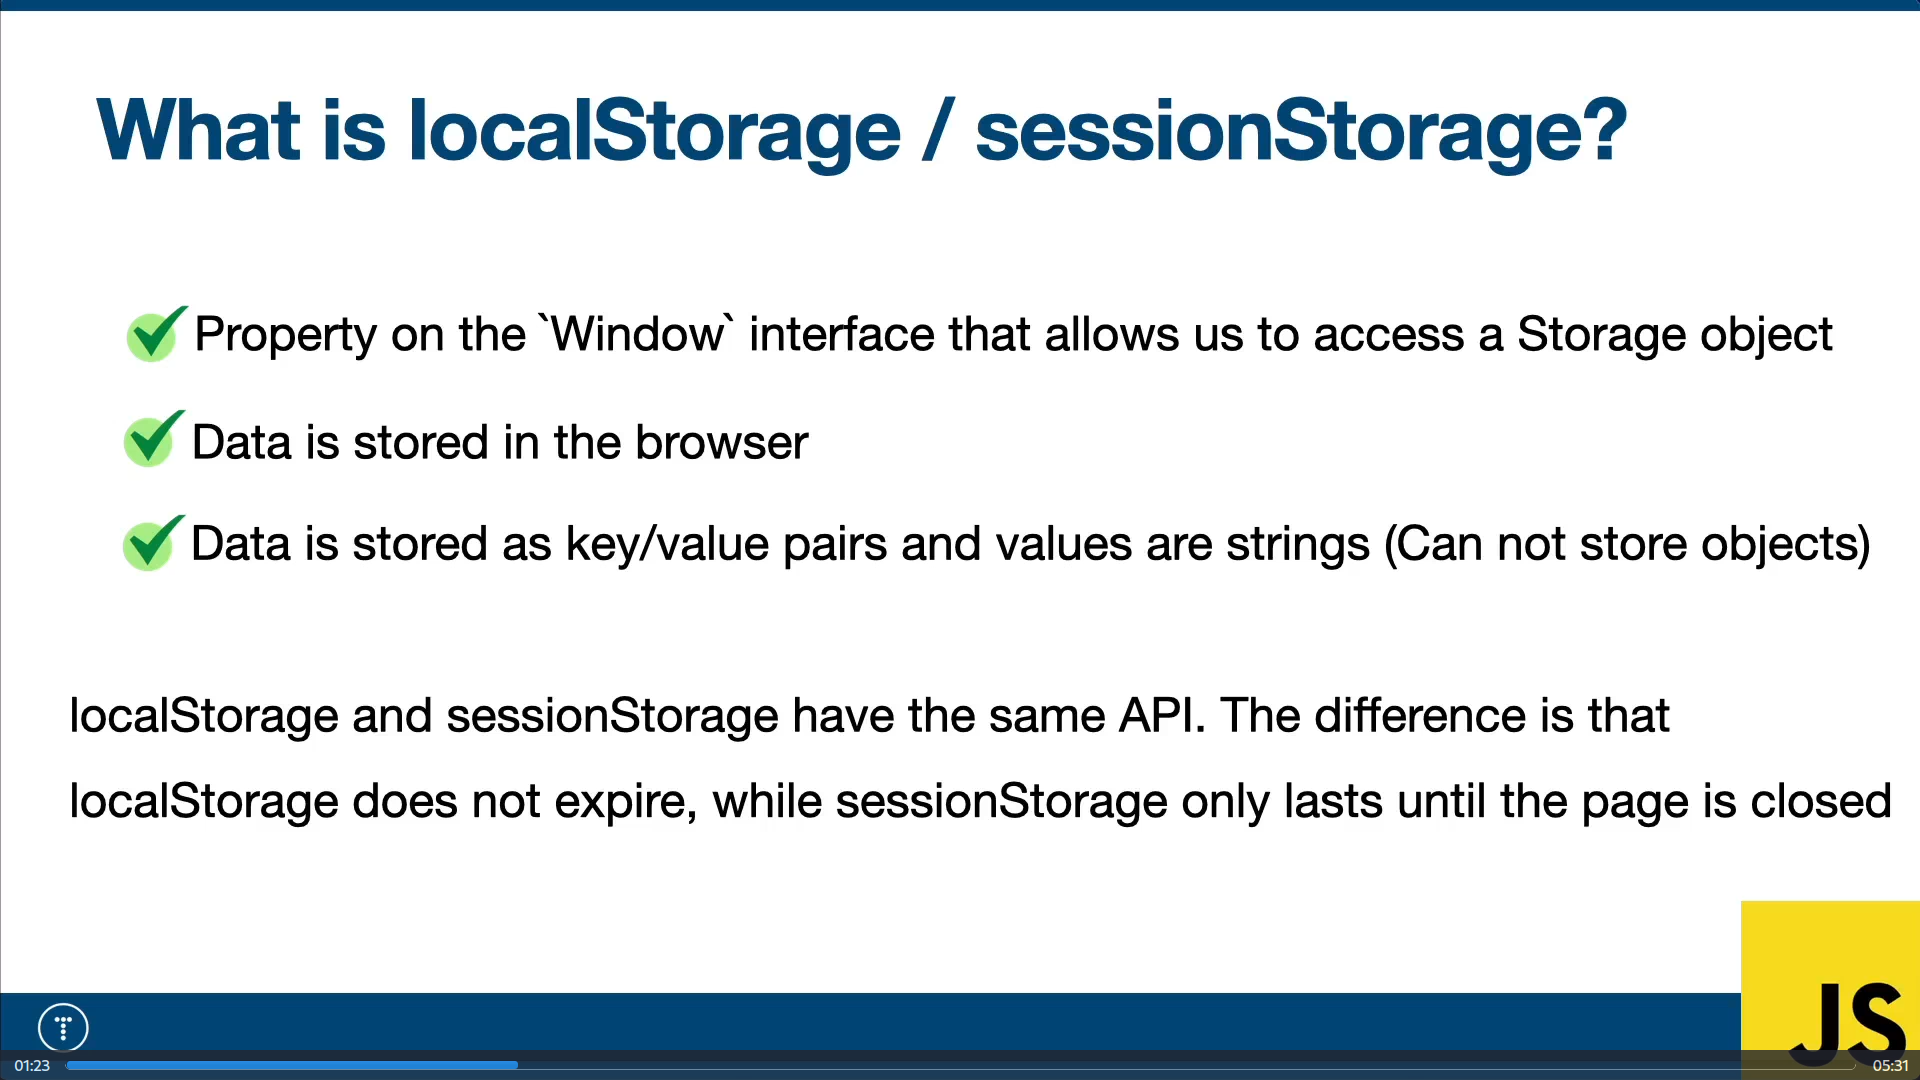 What is localStorage / sessionStorage?
Property on the `Window` interface that allows us to access a Storage object
Data is stored in the browser
Data is stored as key/value pairs and values are strings (Can not store objects)
localStorage and sessionStorage have the same API. The difference is that
localStorage does not expire, while sessionStorage only lasts until the page is closed
JS
T
01:23
05:31